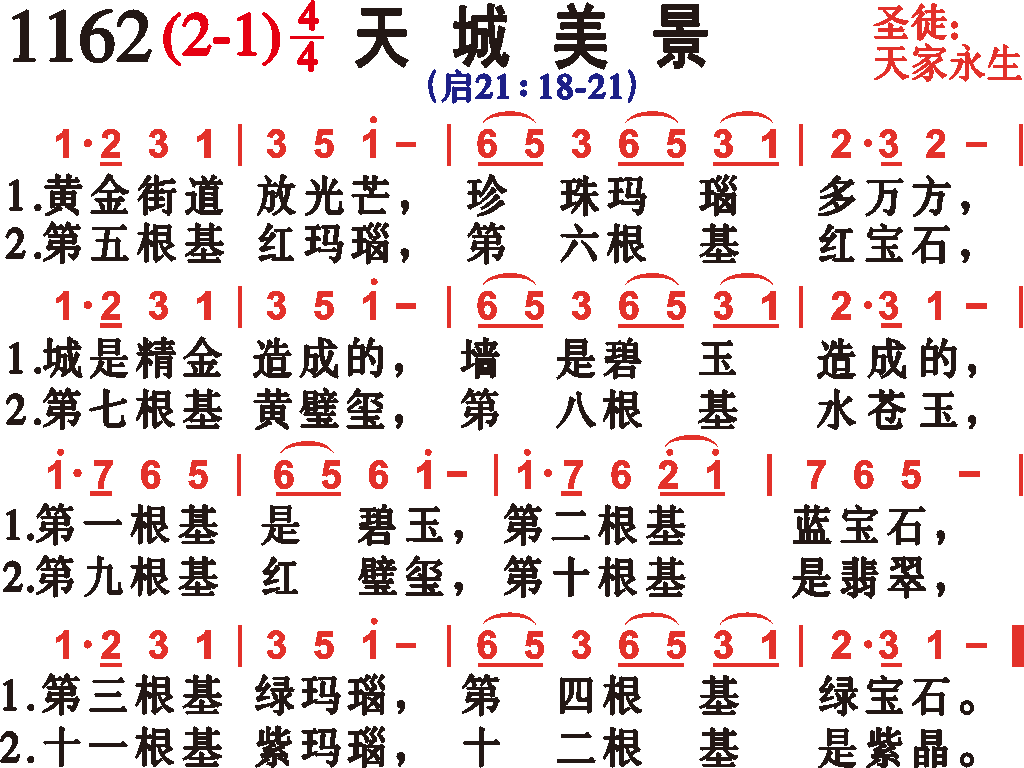 1162 (2-1) 4/4 天城美景 圣徒:
天家永生
(启21:18-21)
1·2 3 1 | 3 5 i – | 6 5 3 6 5 3 1 | 2·3 2 – |
1.黄金街道 放光芒, 珍 珠玛 瑙 多万方,
2.第五根基 红玛瑙, 第 六根 基 红宝石,
1·2 3 1 | 3 5 i – | 6 5 3 6 5 3 1 | 2·3 1 – |
1.城是精金 造成的, 墙 是碧 玉 造成的,
2.第七根基 黄璧玺, 第 八根 基 水苍玉,
i·7 6 5 | 6 5 6 i – | i·7 6 2̇ i | 7 6 5 – |
1.第一根基 是 碧玉, 第二根基 蓝宝石,
2.第九根基 红 璧玺, 第十根基 是翡翠,
1·2 3 1 | 3 5 i – | 6 5 3 6 5 3 1 | 2·3 1 –
1.第三根基 绿玛瑙, 第 四根 基 绿宝石。
2.十一根基 紫玛瑙, 十 二根 基 是紫晶。